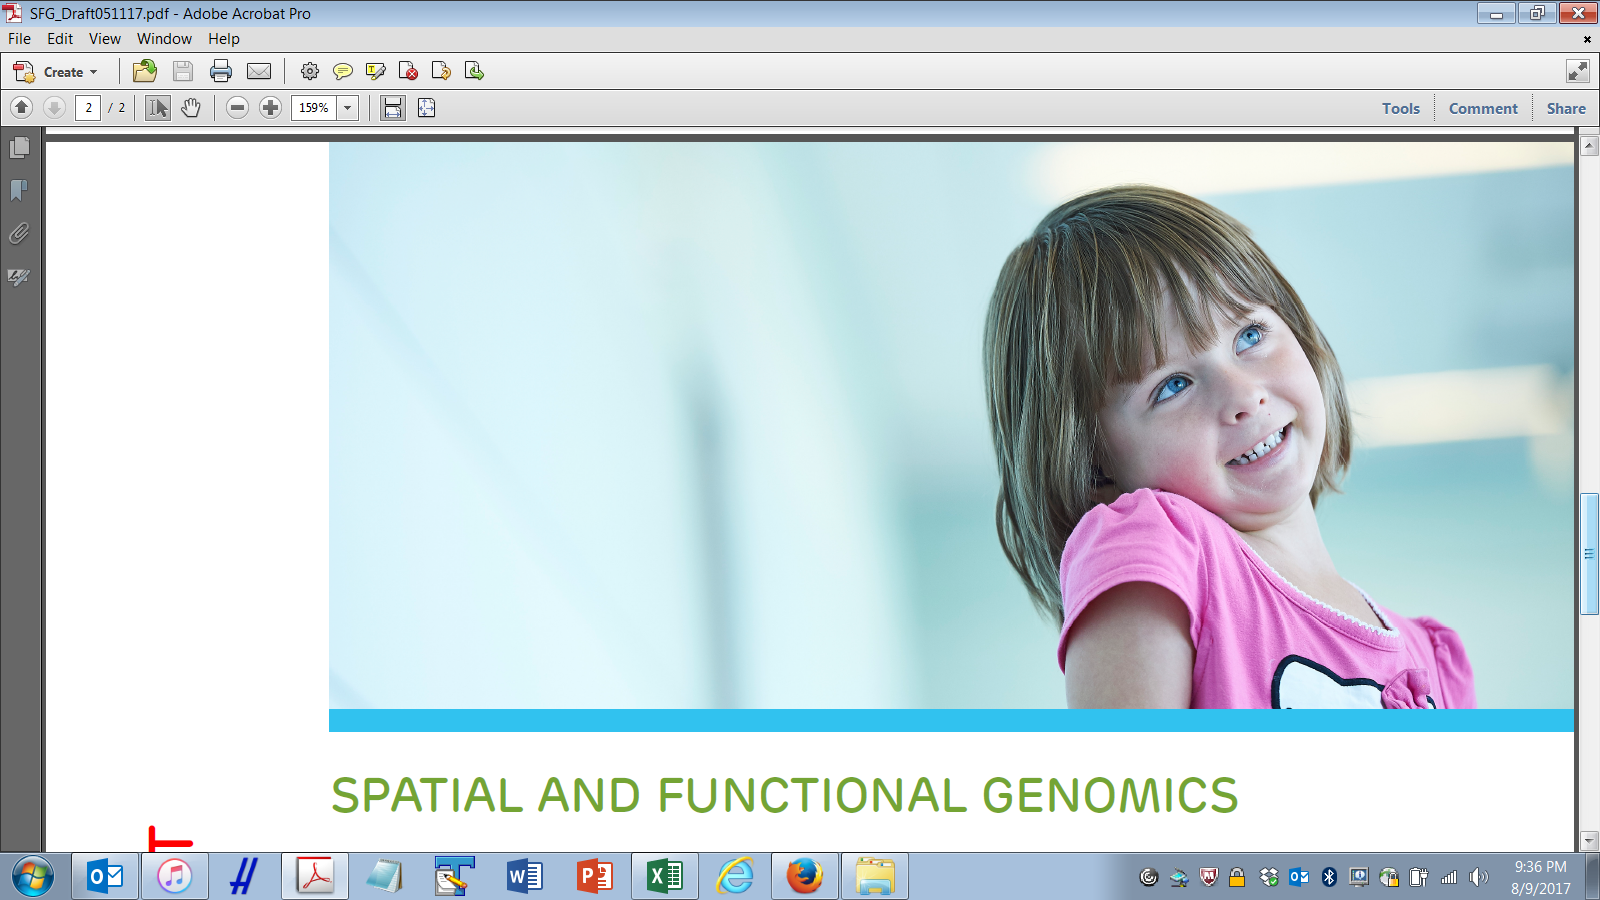 SFG_Draft051117.pdf - Adobe Acrobat Pro
File Edit View Window Help
Create
2 / 2 159% Tools Comment Share
SPATIAL AND FUNCTIONAL GENOMICS
T
9:36 PM
8/9/2017